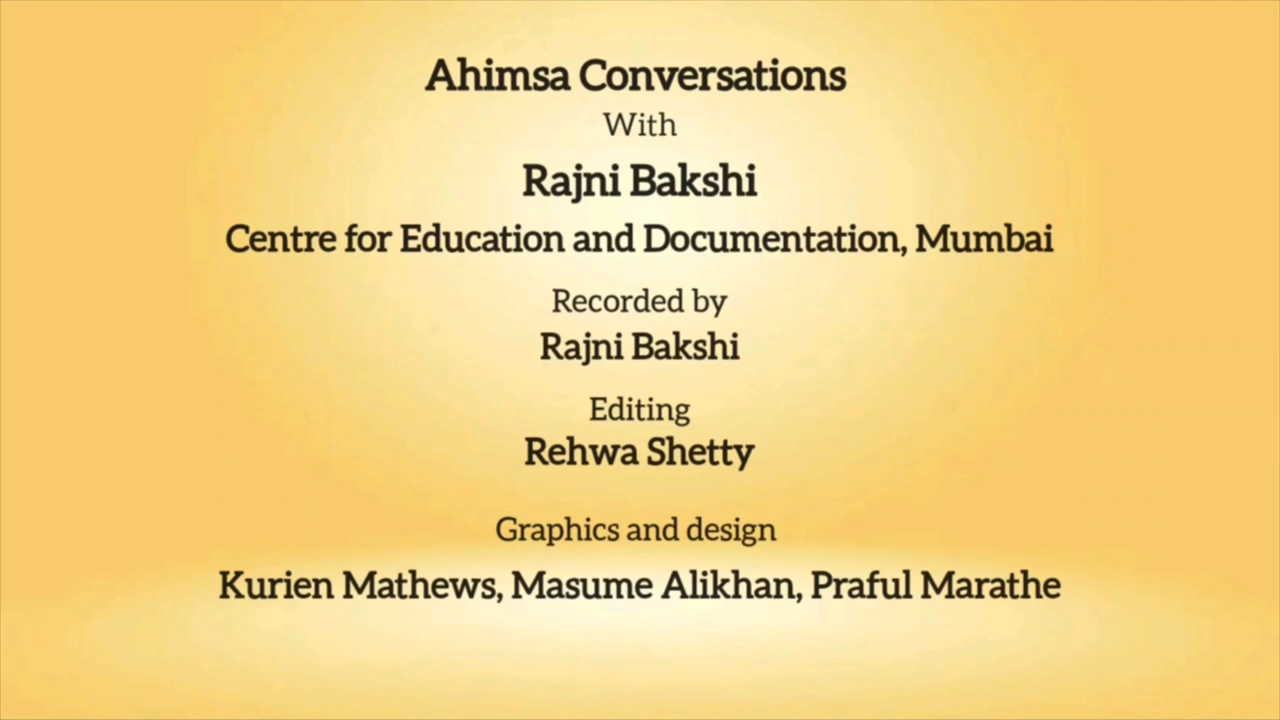 Ahimsa Conversations
With
Rajni Bakshi
Centre for Education and Documentation, Mumbai
Recorded by
Rajni Bakshi
Editing
Rehwa Shetty
Graphics and design
Kurien Mathews, Masume Alikhan, Praful Marathe